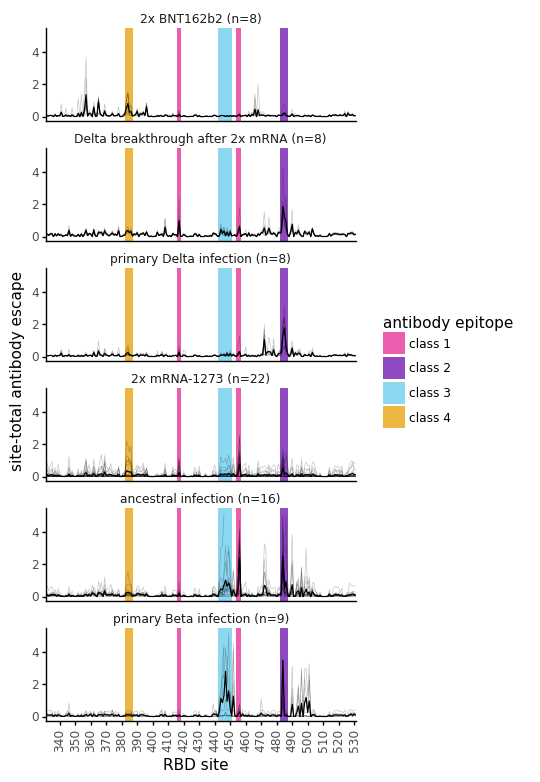 2x BNT162b2 (n=8)
4
2
0
Delta breakthrough after 2x mRNA (n=8)
4
2
0
primary Delta infection (n=8)
4
2
0
2x mRNA-1273 (n=22)
4
2
0
ancestral infection (n=16)
4
2
0
primary Beta infection (n=9)
4
2
0
340 350 360 370 380 390 400 410 420 430 440 450 460 470 480 490 500 510 520 530
RBD site
site-total antibody escape
antibody epitope
class 1
class 2
class 3
class 4